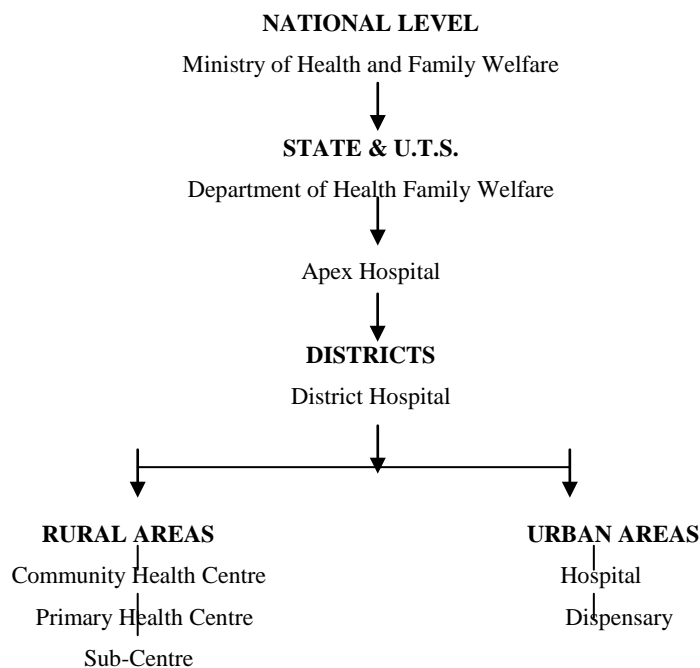 NATIONAL LEVEL
Ministry of Health and Family Welfare
STATE & U.T.S.
Department of Health Family Welfare
Apex Hospital
DISTRICTS
District Hospital
RURAL AREAS
Community Health Centre
Primary Health Centre
Sub-Centre
URBAN AREAS
Hospital
Dispensary